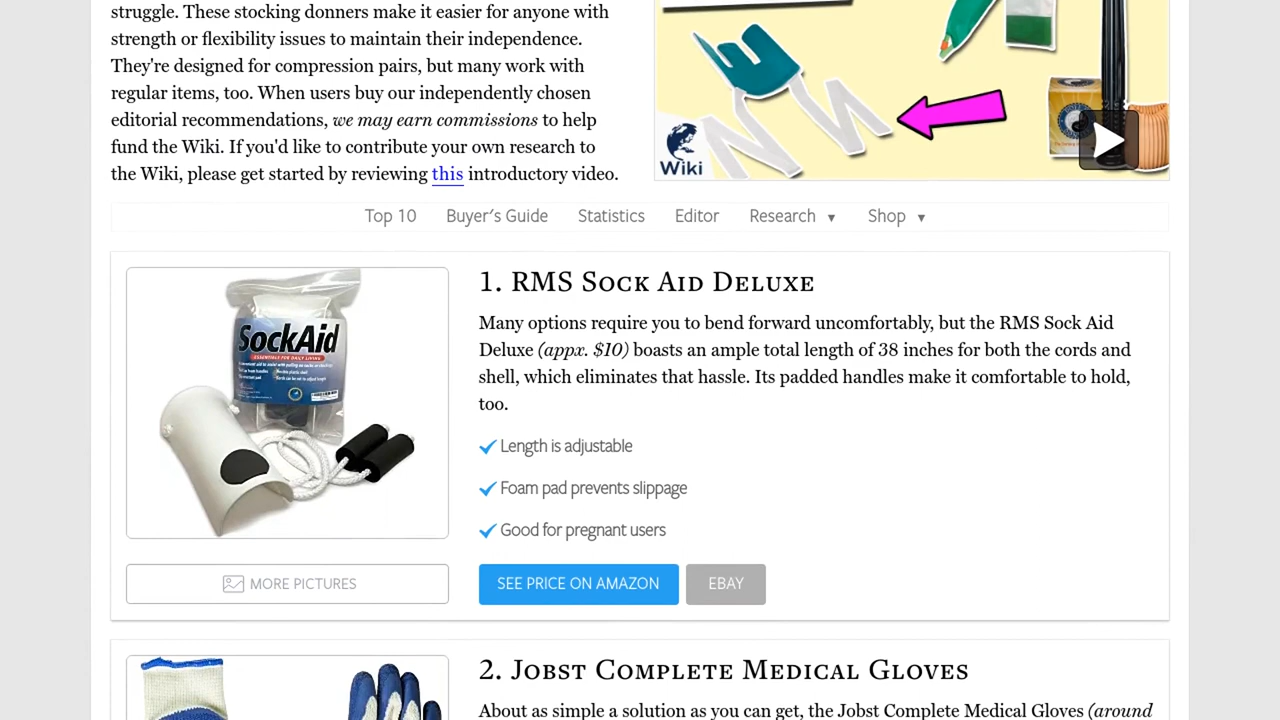 struggle. These stocking donners make it easier for anyone with
strength or flexibility issues to maintain their independence.
They're designed for compression pairs, but many work with
regular items, too. When users buy our independently chosen
editorial recommendations, we may earn commissions to help
fund the Wiki. If you'd like to contribute your own research to
the Wiki, please get started by reviewing this introductory video.
Wiki
Top 10 Buyer's Guide Statistics Editor Research ▼ Shop ▼
SockAid
ESSENTIALS FOR DAILY LIVING
MORE PICTURES
1. RMS Sock Aid Deluxe
Many options require you to bend forward uncomfortably, but the RMS Sock Aid
Deluxe (appx. $10) boasts an ample total length of 38 inches for both the cords and
shell, which eliminates that hassle. Its padded handles make it comfortable to hold,
too.
Length is adjustable
Foam pad prevents slippage
Good for pregnant users
SEE PRICE ON AMAZON EBAY
2. Jobst Complete Medical Gloves
About as simple a solution as you can get, the Jobst Complete Medical Gloves (around